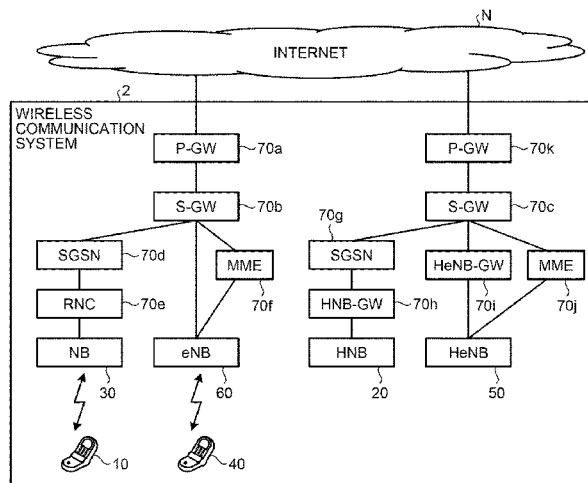 N
INTERNET
2
WIRELESS
COMMUNICATION
SYSTEM
P-GW 70a
P-GW 70k
S-GW 70b
S-GW 70c
70g
SGSN 70d
MME
SGSN
HeNB-GW
MME
70f
70i
70j
RNC 70e
HNB-GW 70h
NB
eNB
HNB
HeNB
30
60
20
50
10
40